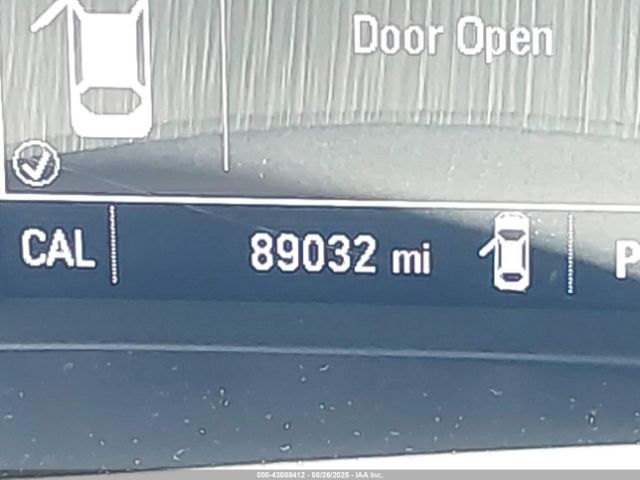 Door Open
CAL 89032 mi P
000-43088412 - 08/26/2025 - IAA Inc.